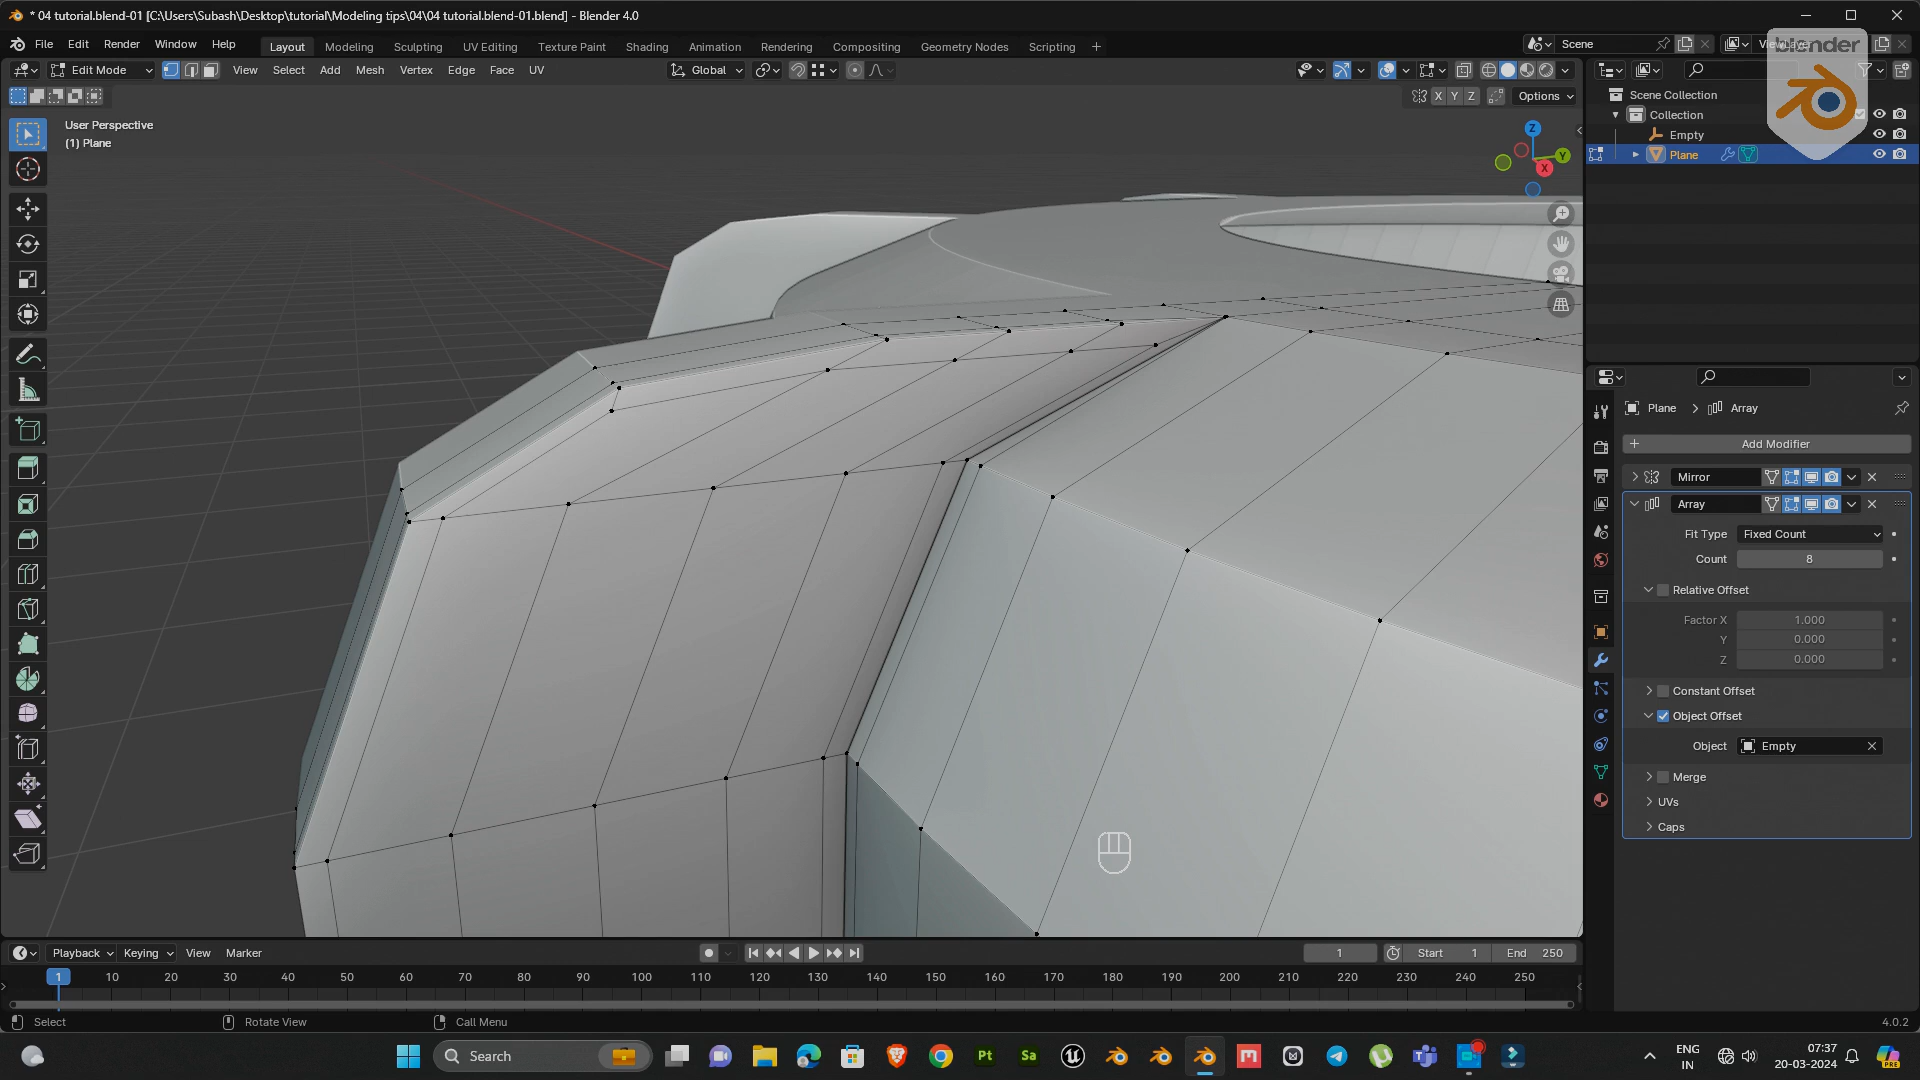 * 04 tutorial.blend-01 [C:\Users\Subash\Desktop\tutorial\Modeling tips\04\04 tutorial.blend-01.blend] - Blender 4.0
File Edit Render Window Help Layout Modeling Sculpting UV Editing Texture Paint Shading Animation Rendering Compositing Geometry Nodes Scripting + Scene
blender
Edit Mode View Select Add Mesh Vertex Edge Face UV Global
X Y Z Options
User Perspective
(1) Plane
Z
Y
X
Scene Collection
Collection
Empty
Plane
Plane > Array
+ Add Modifier
Mirror
Array
Fit Type Fixed Count
Count 8
Relative Offset
Factor X 1.000
Y 0.000
Z 0.000
Constant Offset
Object Offset
Object Empty
Merge
UVs
Caps
Playback Keying View Marker 1 Start 1 End 250
1 10 20 30 40 50 60 70 80 90 100 110 120 130 140 150 160 170 180 190 200 210 220 230 240 250
Select Rotate View Call Menu 4.0.2
Search Pt Sa
ENG
IN
07:37
20-03-2024
PRE